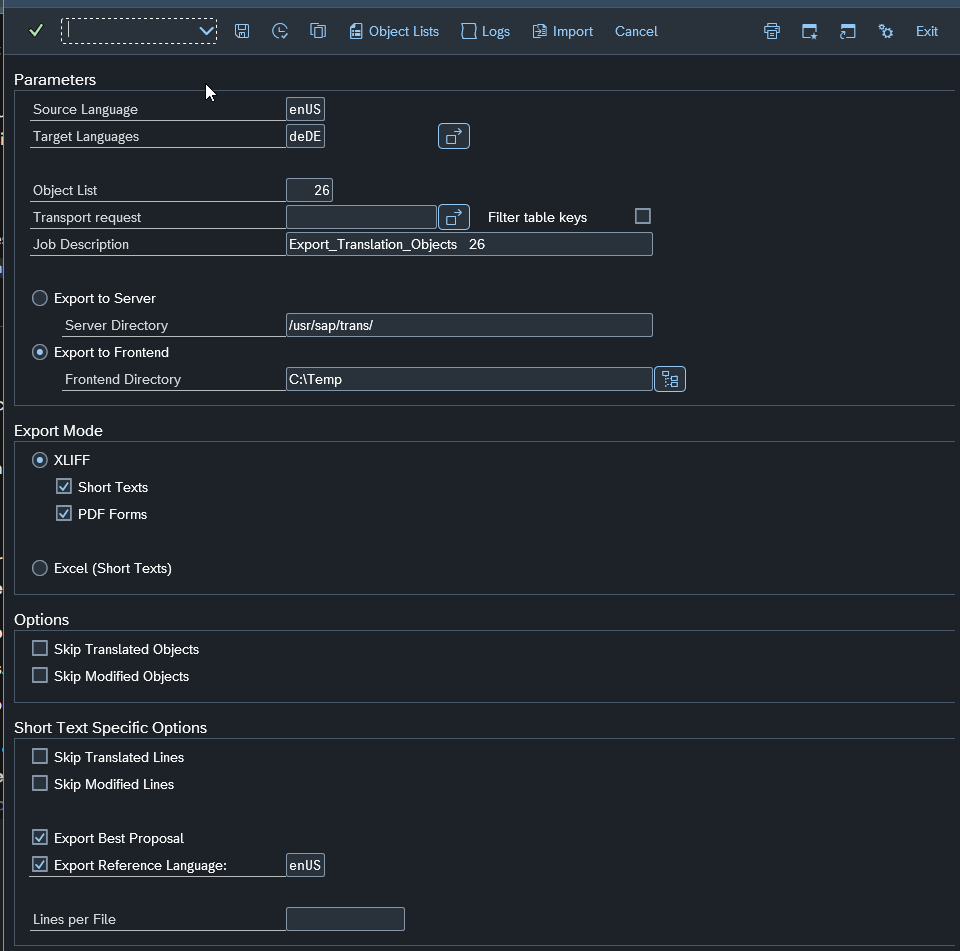 Object Lists Logs Import Cancel Exit
Parameters
Source Language enUS
Target Languages deDE
Object List 26
Transport request Filter table keys
Job Description Export_Translation_Objects 26
Export to Server
Server Directory /usr/sap/trans/
Export to Frontend
Frontend Directory C:\Temp
Export Mode
XLIFF
Short Texts
PDF Forms
Excel (Short Texts)
Options
Skip Translated Objects
Skip Modified Objects
Short Text Specific Options
Skip Translated Lines
Skip Modified Lines
Export Best Proposal
Export Reference Language: enUS
Lines per File